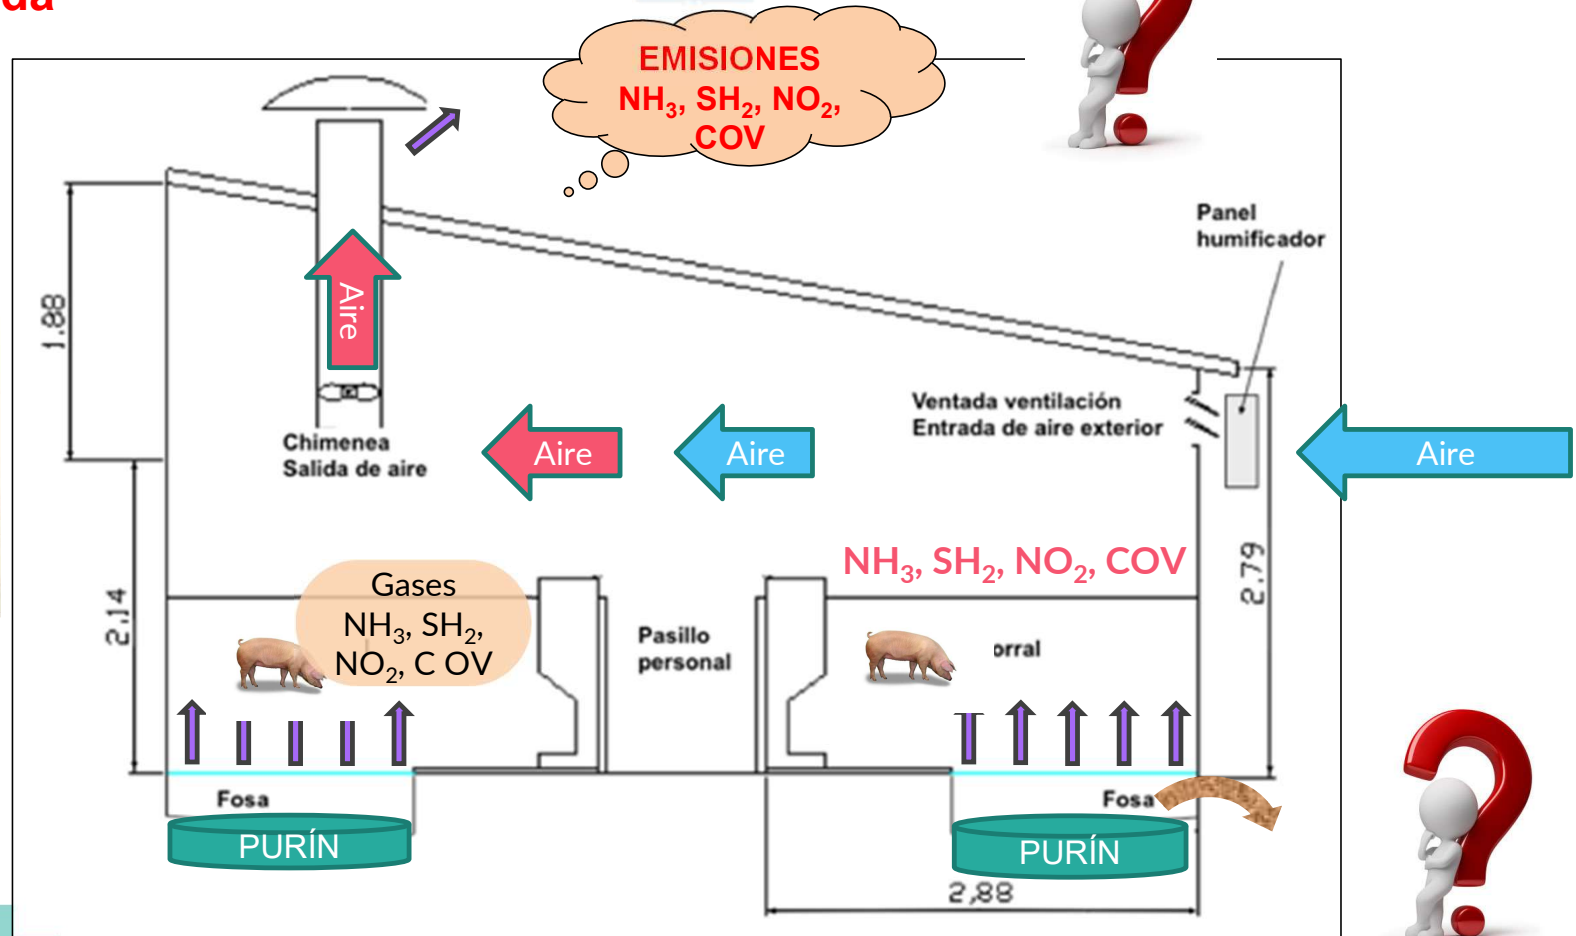 da
EMISIONES
NH₃, SH₂, NO₂,
COV
Panel
humificador
1.88
Aire
Ventada ventilación
Entrada de aire exterior
Chimenea
Salida de aire
Aire
Aire
Aire
NH₃, SH₂, NO₂, COV
2.79
2.14
Gases
NH₃, SH₂,
NO₂, C OV
Pasillo
personal
orral
Fosa
Fosa
PURÍN
PURÍN
2,88